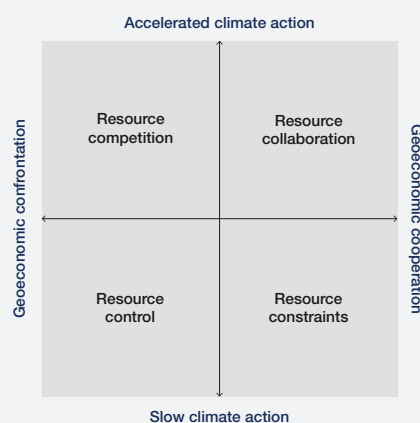 Accelerated climate action
Geoeconomic confrontation
Resource
competition
Resource
collaboration
Geoeconomic cooperation
Resource
control
Resource
constraints
Slow climate action